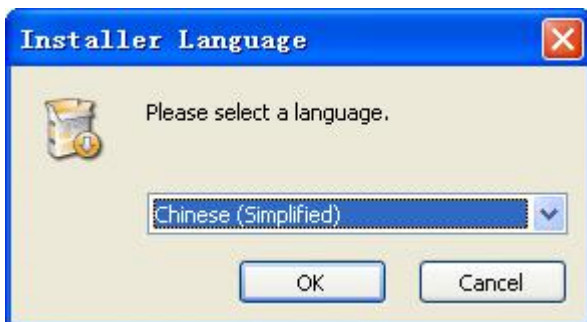 Installer Language
Please select a language.
Chinese (Simplified)
OK
Cancel